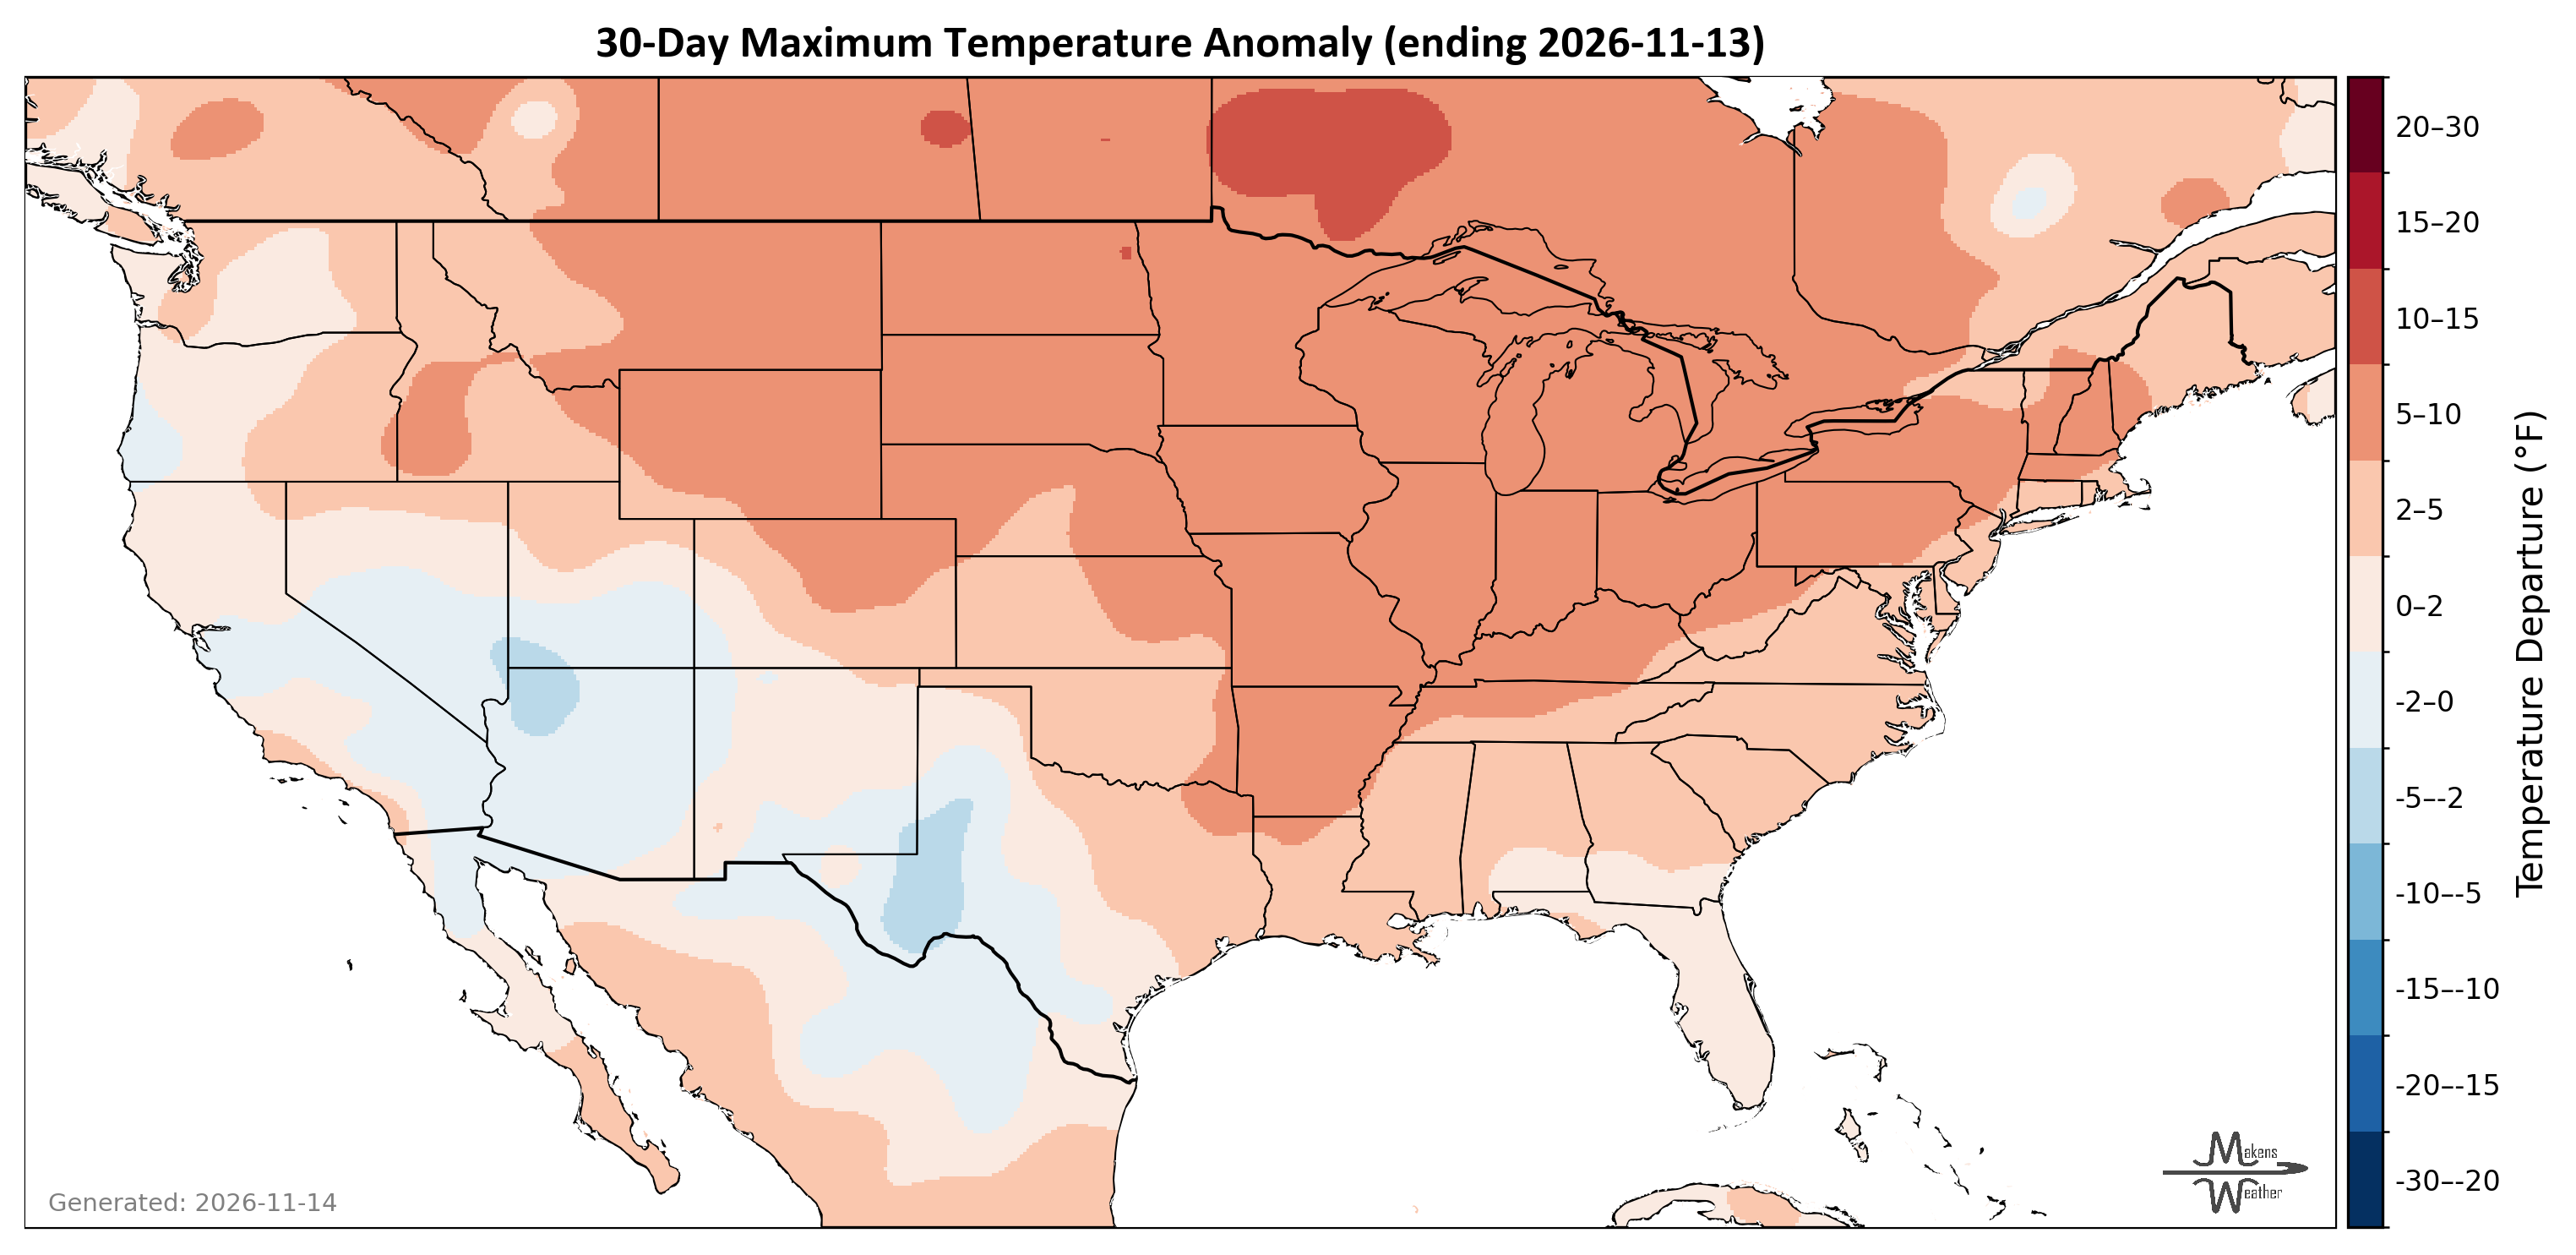 30-Day Maximum Temperature Anomaly (ending 2026-11-13)
20–30
15–20
10–15
5–10
2–5
0–2
-2–0
-5–-2
-10–-5
-15–-10
-20–-15
-30–-20
Temperature Departure (°F)
Generated: 2026-11-14
Makens
Weather